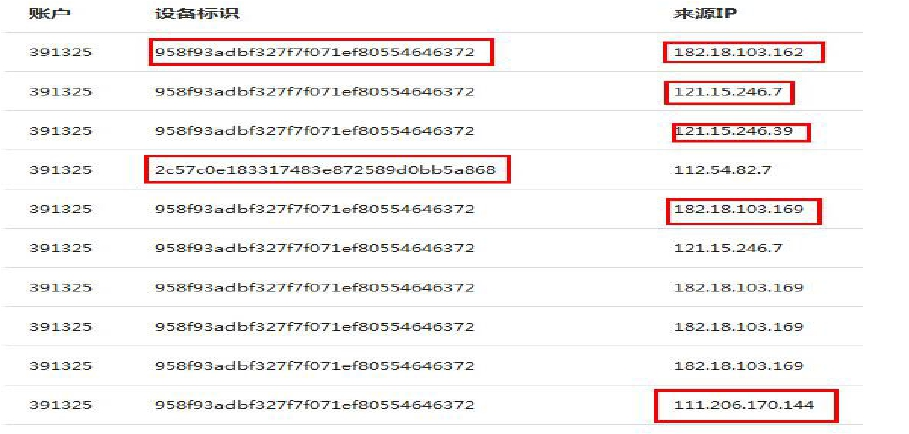 账户 设备标识 来源IP
391325 958f93adbf327f7f071ef80554646372 182.18.103.162
391325 958f93adbf327f7f071ef80554646372 121.15.246.7
391325 958f93adbf327f7f071ef80554646372 121.15.246.39
391325 2c57c0e183317483e872589d0bb5a868 112.54.82.7
391325 958f93adbf327f7f071ef80554646372 182.18.103.169
391325 958f93adbf327f7f071ef80554646372 121.15.246.7
391325 958f93adbf327f7f071ef80554646372 182.18.103.169
391325 958f93adbf327f7f071ef80554646372 182.18.103.169
391325 958f93adbf327f7f071ef80554646372 182.18.103.169
391325 958f93adbf327f7f071ef80554646372 111.206.170.144